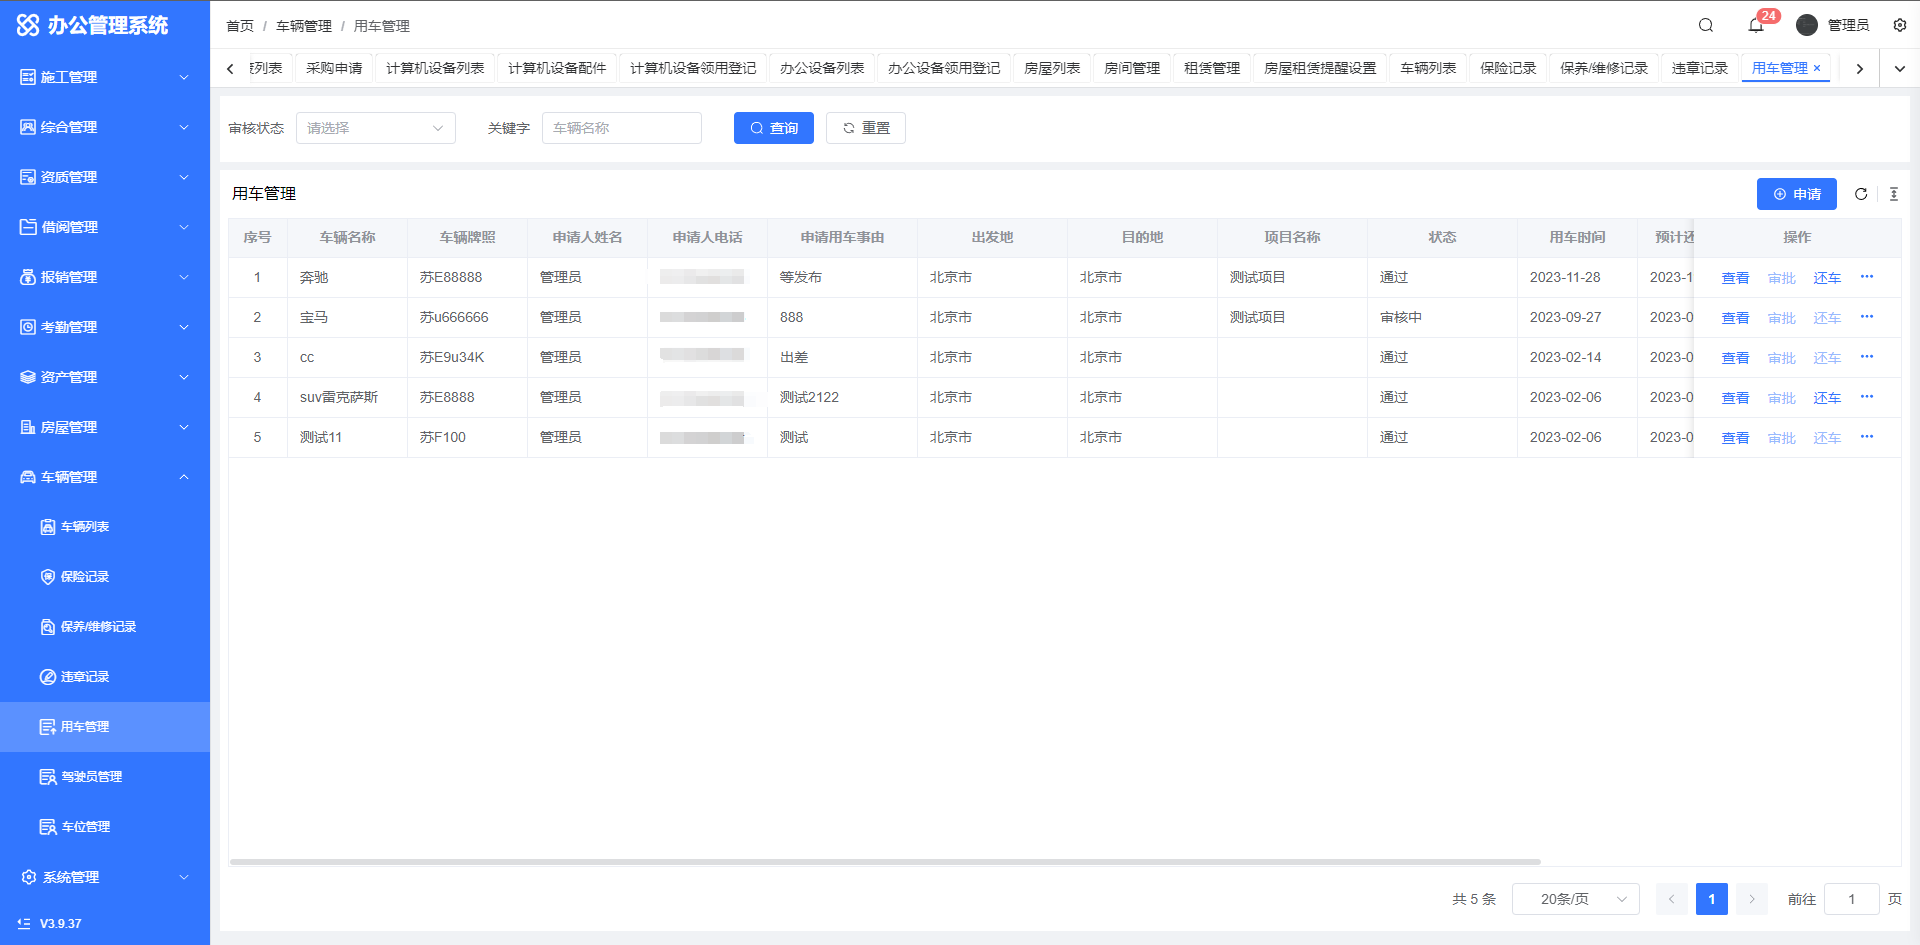 办公管理系统
首页 / 车辆管理 / 用车管理
24
管理员
列表 采购申请 计算机设备列表 计算机设备配件 计算机设备领用登记 办公设备列表 办公设备领用登记 房屋列表 房间管理 租赁管理 房屋租赁提醒设置 车辆列表 保险记录 保养/维修记录 违章记录 用车管理 ×
施工管理
综合管理
资质管理
借阅管理
报销管理
考勤管理
资产管理
房屋管理
车辆管理
车辆列表
保险记录
保养/维修记录
违章记录
用车管理
驾驶员管理
车位管理
系统管理
V3.9.37
审核状态 请选择 关键字 车辆名称 查询 重置
用车管理 申请
序号 车辆名称 车辆牌照 申请人姓名 申请人电话 申请用车事由 出发地 目的地 项目名称 状态 用车时间 预计还 操作
1 奔驰 苏E88888 管理员 等发布 北京市 北京市 测试项目 通过 2023-11-28 2023-1 查看 审批 还车 ···
2 宝马 苏u666666 管理员 888 北京市 北京市 测试项目 审核中 2023-09-27 2023-0 查看 审批 还车 ···
3 cc 苏E9u34K 管理员 出差 北京市 北京市 通过 2023-02-14 2023-0 查看 审批 还车 ···
4 suv雷克萨斯 苏E8888 管理员 测试2122 北京市 北京市 通过 2023-02-06 2023-0 查看 审批 还车 ···
5 测试11 苏F100 管理员 测试 北京市 北京市 通过 2023-02-06 2023-0 查看 审批 还车 ···
共 5 条 20条/页 1 前往 1 页